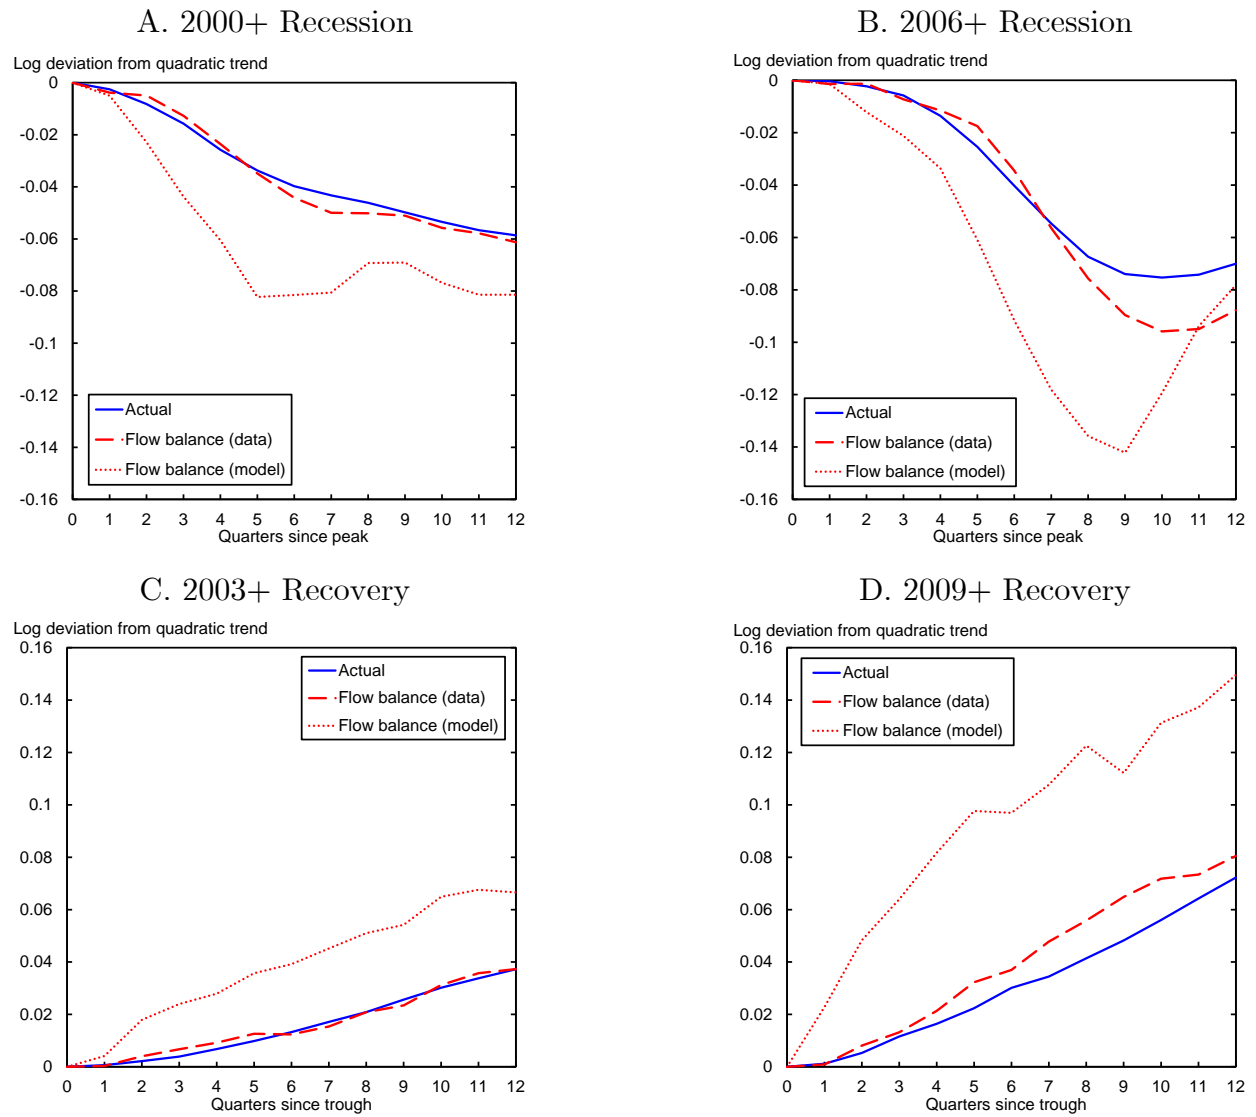 A. 2000+ Recession
Log deviation from quadratic trend
0
-0.02
-0.04
-0.06
-0.08
-0.1
-0.12
-0.14
-0.16
Actual
Flow balance (data)
Flow balance (model)
0 1 2 3 4 5 6 7 8 9 10 11 12
Quarters since peak
B. 2006+ Recession
Log deviation from quadratic trend
0
-0.02
-0.04
-0.06
-0.08
-0.1
-0.12
-0.14
-0.16
Actual
Flow balance (data)
Flow balance (model)
0 1 2 3 4 5 6 7 8 9 10 11 12
Quarters since peak
C. 2003+ Recovery
Log deviation from quadratic trend
0.16
0.14
0.12
0.1
0.08
0.06
0.04
0.02
0
Actual
Flow balance (data)
Flow balance (model)
0 1 2 3 4 5 6 7 8 9 10 11 12
Quarters since trough
D. 2009+ Recovery
Log deviation from quadratic trend
0.16
0.14
0.12
0.1
0.08
0.06
0.04
0.02
0
Actual
Flow balance (data)
Flow balance (model)
0 1 2 3 4 5 6 7 8 9 10 11 12
Quarters since trough